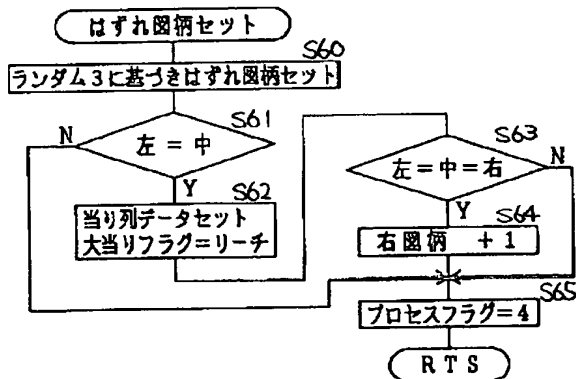 はずれ図柄セット
S60
ランダム3に基づきはずれ図柄セット
S61
N
左＝中
Y
S62
当り列データセット
大当りフラグ＝リーチ
S63
左＝中＝右
N
Y
S64
右図柄 ＋1
S65
プロセスフラグ＝4
RTS